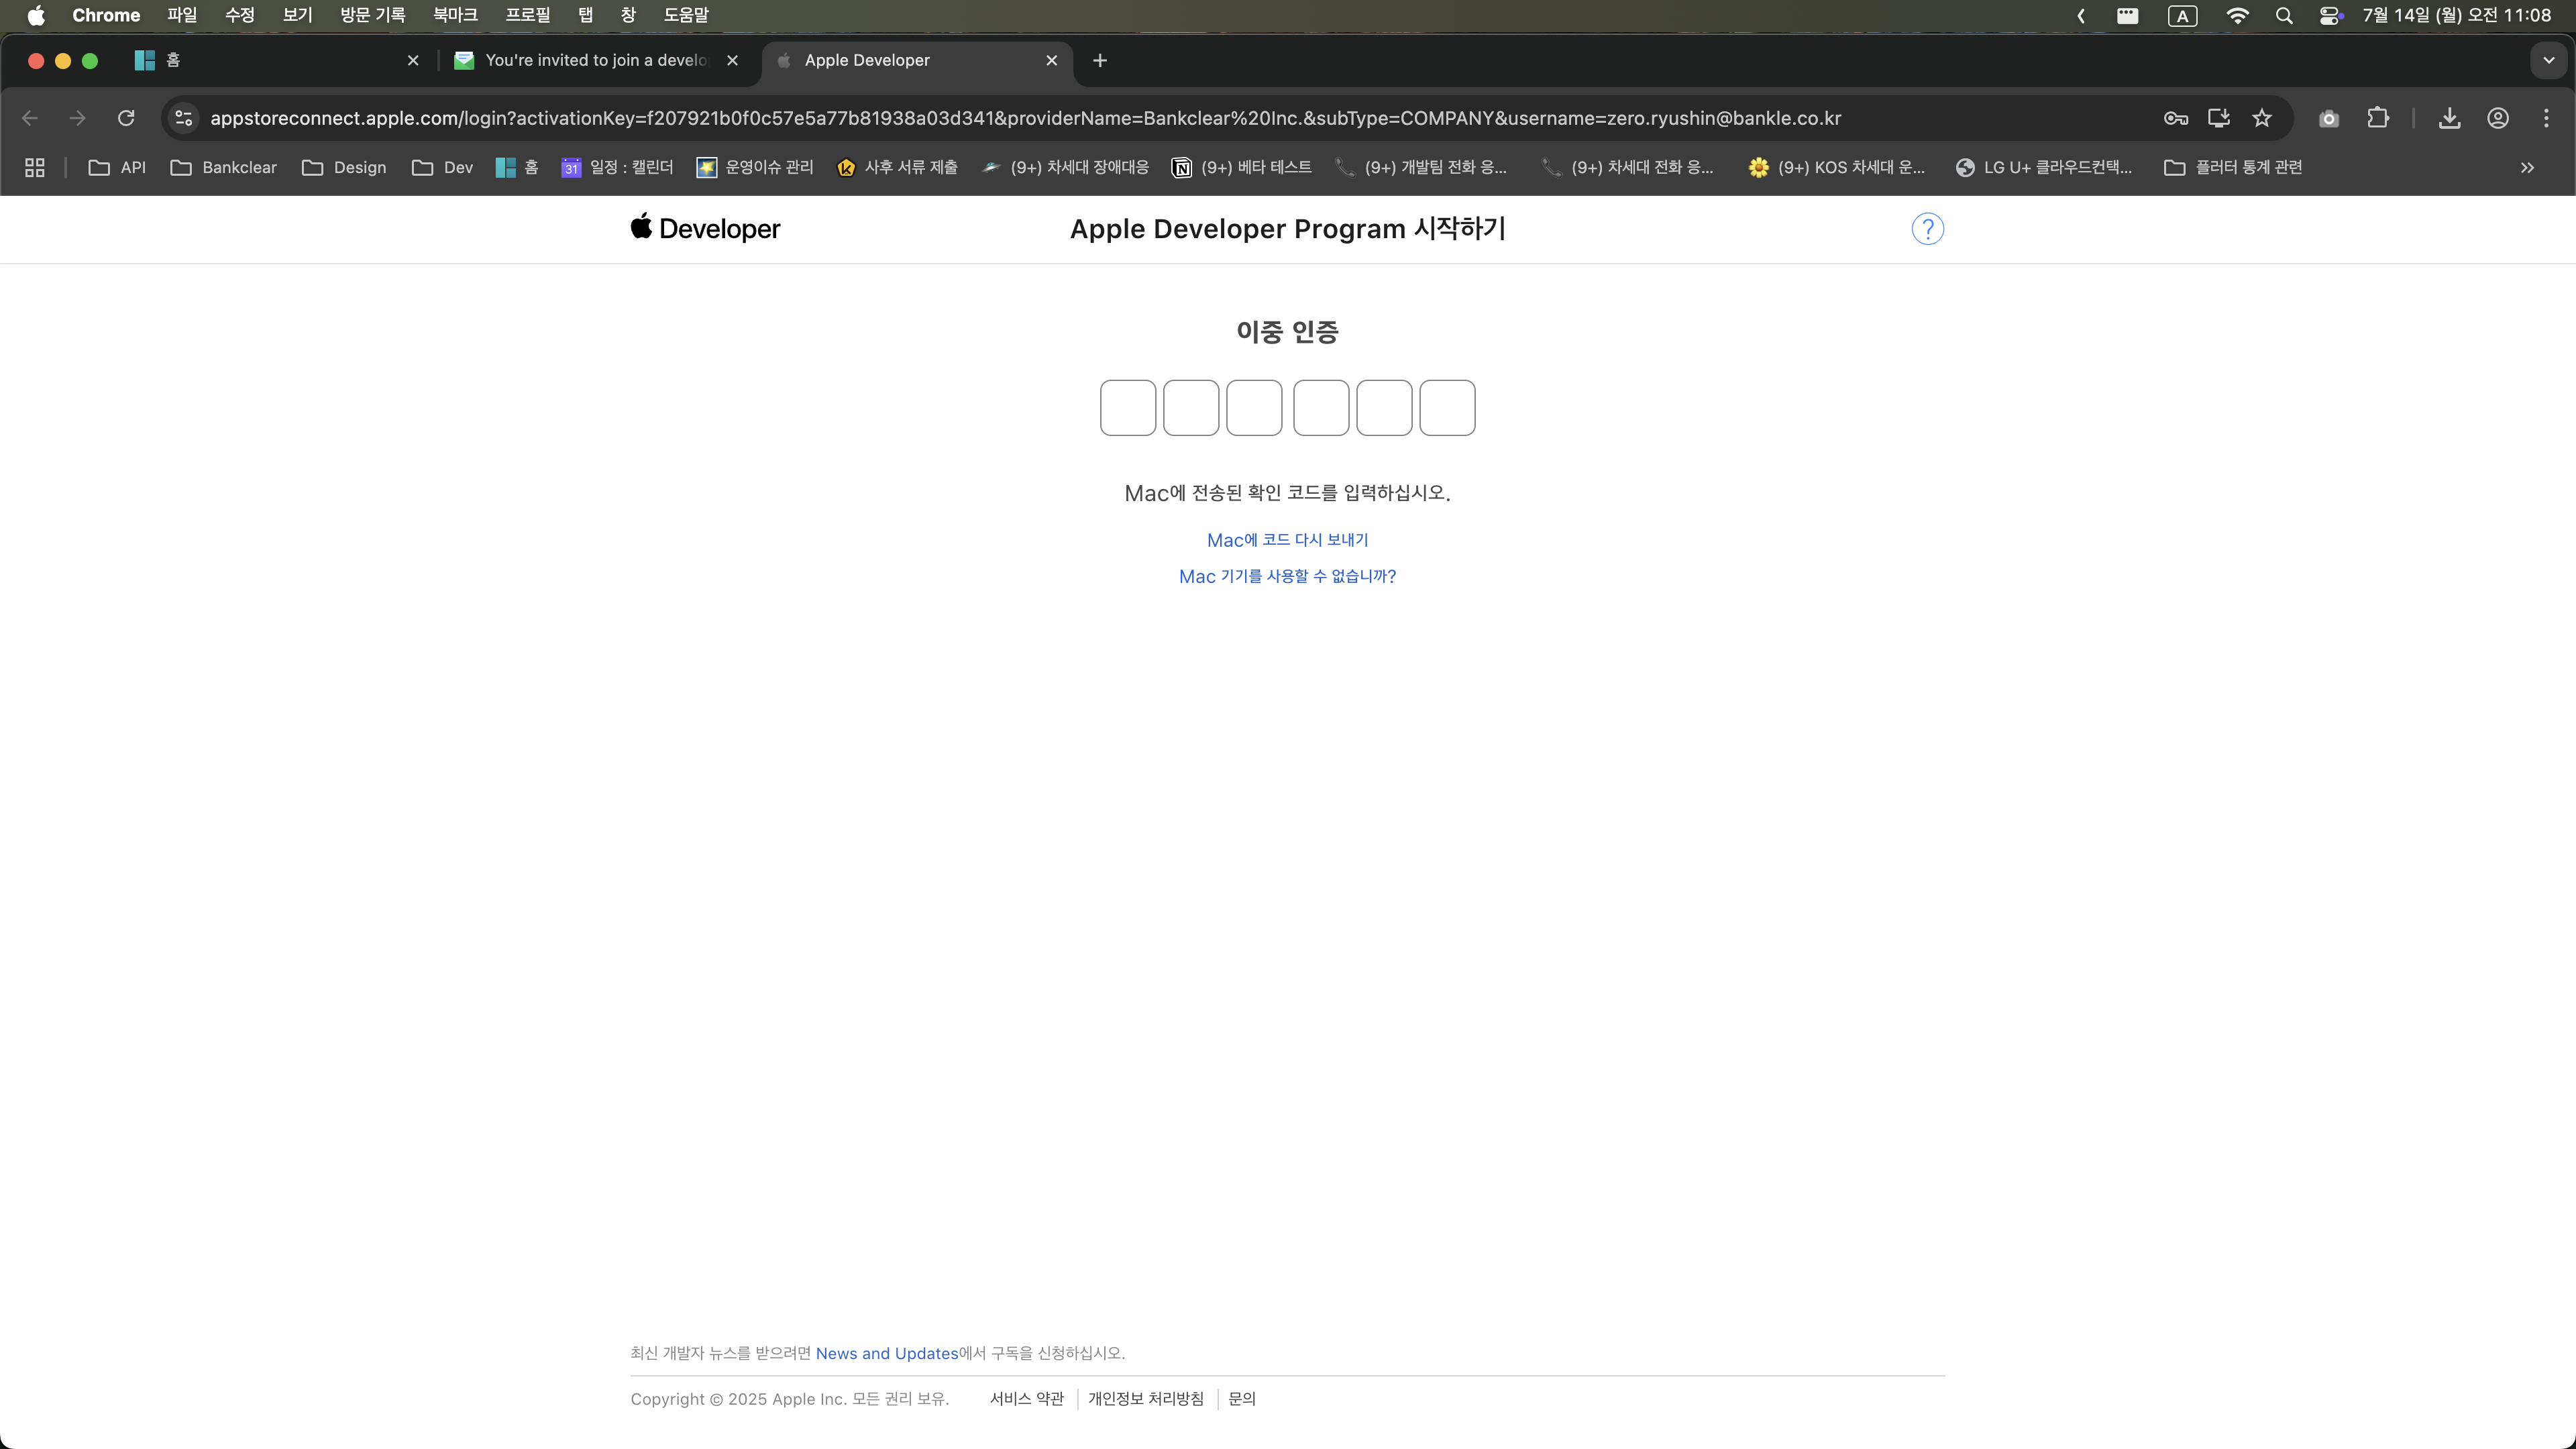 Chrome 파일 수정 보기 방문 기록 북마크 프로필 탭 창 도움말 A 7월 14일 (월) 오전 11:08
홈 You're invited to join a develo Apple Developer
appstoreconnect.apple.com/login?activationKey=f207921b0f0c57e5a77b81938a03d341&providerName=Bankclear%20Inc.&subType=COMPANY&username=zero.ryushin@bankle.co.kr
API Bankclear Design Dev 홈 31 일정 : 캘린더 운영이슈 관리 사후 서류 제출 (9+) 차세대 장애대응 (9+) 베타 테스트 (9+) 개발팀 전화 응... (9+) 차세대 전화 응... (9+) KOS 차세대 운... LG U+ 클라우드컨택... 플러터 통계 관련
Developer Apple Developer Program 시작하기 ?
이중 인증
Mac에 전송된 확인 코드를 입력하십시오.
Mac에 코드 다시 보내기
Mac 기기를 사용할 수 없습니까?
최신 개발자 뉴스를 받으려면 News and Updates에서 구독을 신청하십시오.
Copyright © 2025 Apple Inc. 모든 권리 보유. 서비스 약관 개인정보 처리방침 문의